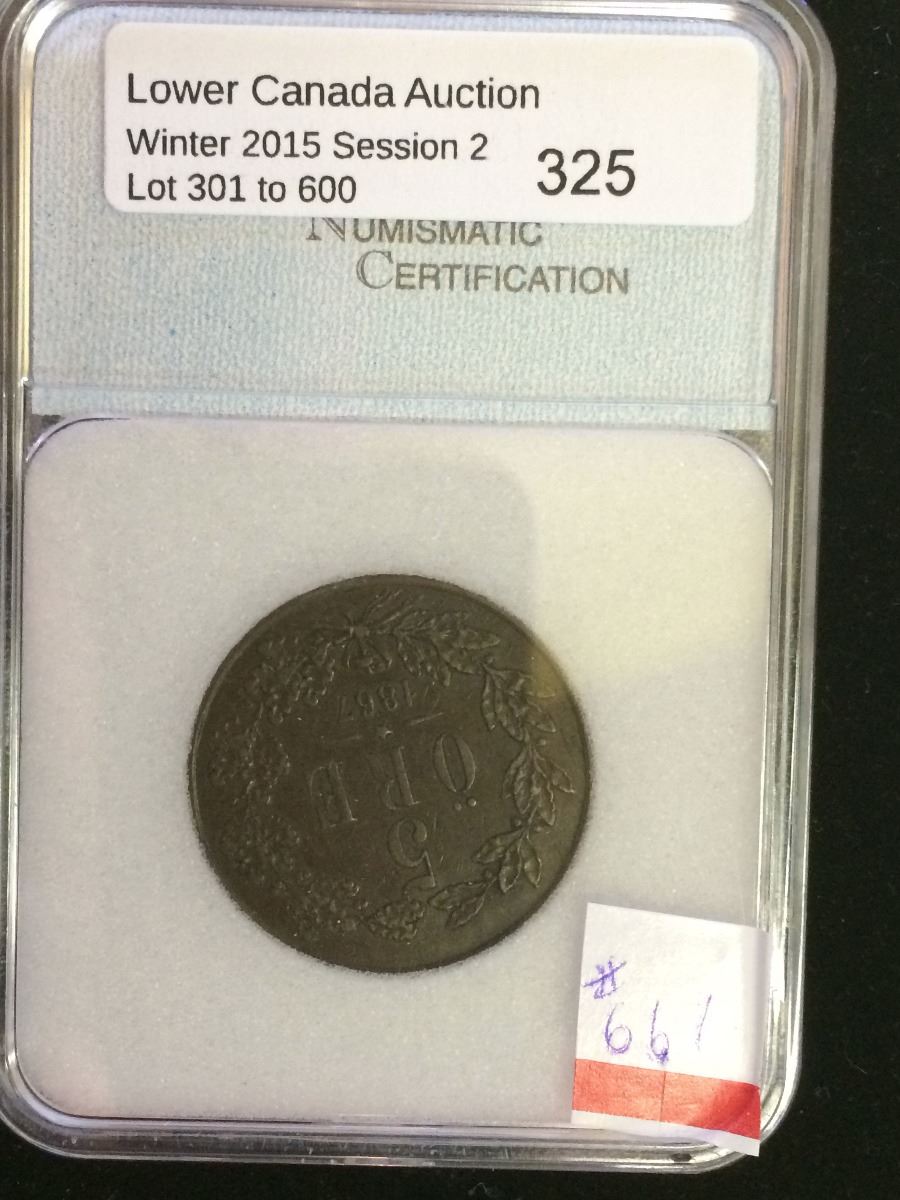 Lower Canada Auction
Winter 2015 Session 2
Lot 301 to 600
325
NUMISMATIC
CERTIFICATION
5
ÖRE
1867
#
661